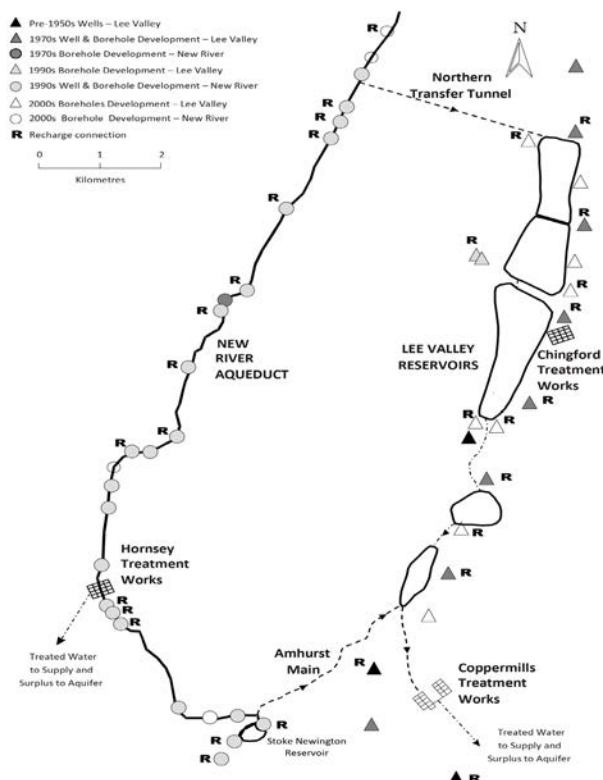 Pre-1950s Wells – Lee Valley
1970s Well & Borehole Development – Lee Valley
1970s Borehole Development – New River
1990s Borehole Development – Lee Valley
1990s Well & Borehole Development – New River
2000s Boreholes Development – Lee Valley
2000s Borehole Development – New River
R Recharge connection
0 1 2
Kilometres
N
Northern
Transfer Tunnel
R
R
R
R
R
R
R
R
R
R
R
R
NEW
RIVER
AQUEDUCT
LEE VALLEY
RESERVOIRS
Chingford
Treatment
Works
R
R
R
R
R
R
R
R
Hornsey
Treatment
Works
R
R
R
R
Treated Water
to Supply and
Surplus to Aquifer
Amhurst
Main
R
Coppermills
Treatment
Works
R
R
Stoke Newington
Reservoir
R
Treated Water
to Supply and
Surplus to Aquifer
R